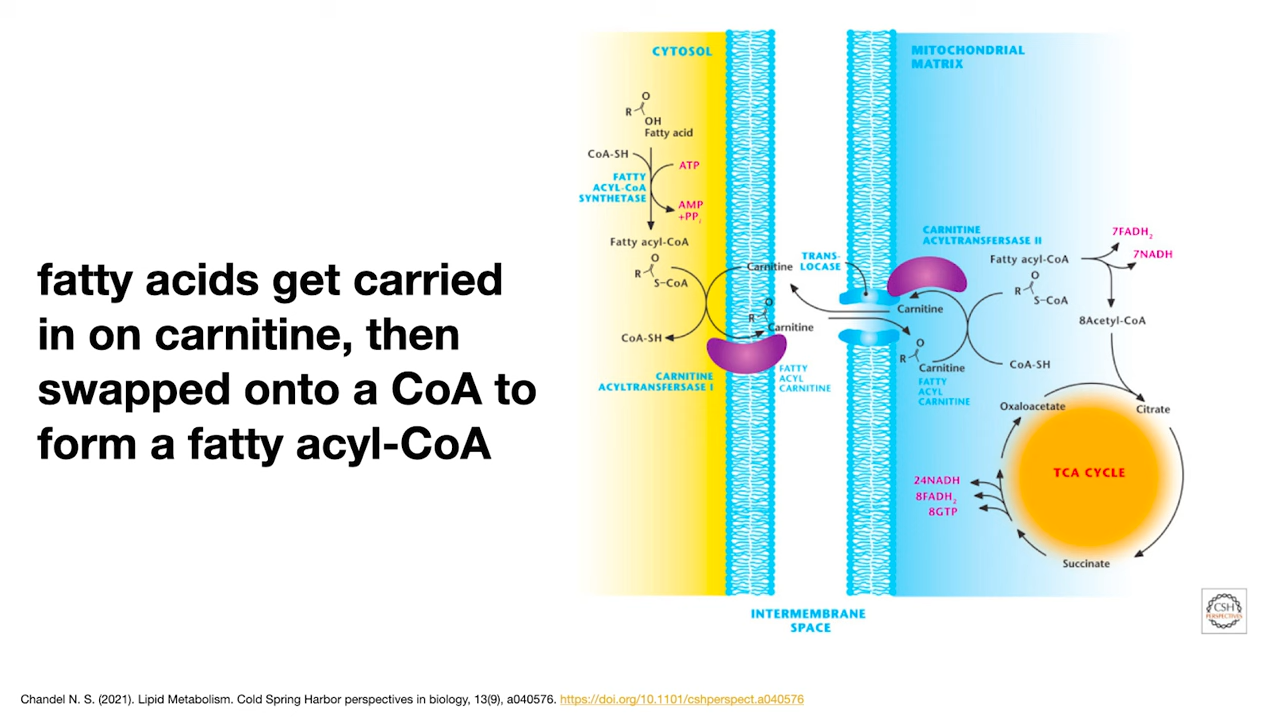 fatty acids get carried
in on carnitine, then
swapped onto a CoA to
form a fatty acyl-CoA
CYTOSOL
MITOCHONDRIAL
MATRIX
O
R
OH
Fatty acid
CoA-SH
ATP
FATTY
ACYL-CoA
SYNTHETASE
AMP
+PPi
Fatty acyl-CoA
O
R
S-CoA
CoA-SH
CARNITINE
ACYLTRANSFERSASE I
Carnitine
O
R
Carnitine
FATTY
ACYL
CARNITINE
TRANS-
LOCASE
CARNITINE
ACYLTRANSFERSASE II
Carnitine
O
R
Carnitine
FATTY
ACYL
CARNITINE
Fatty acyl-CoA
O
R
S-CoA
CoA-SH
7FADH₂
7NADH
8Acetyl-CoA
Oxaloacetate
Citrate
TCA CYCLE
24NADH
8FADH₂
8GTP
Succinate
INTERMEMBRANE
SPACE
CSH
PERSPECTIVES
Chandel N. S. (2021). Lipid Metabolism. Cold Spring Harbor perspectives in biology, 13(9), a040576. https://doi.org/10.1101/cshperspect.a040576